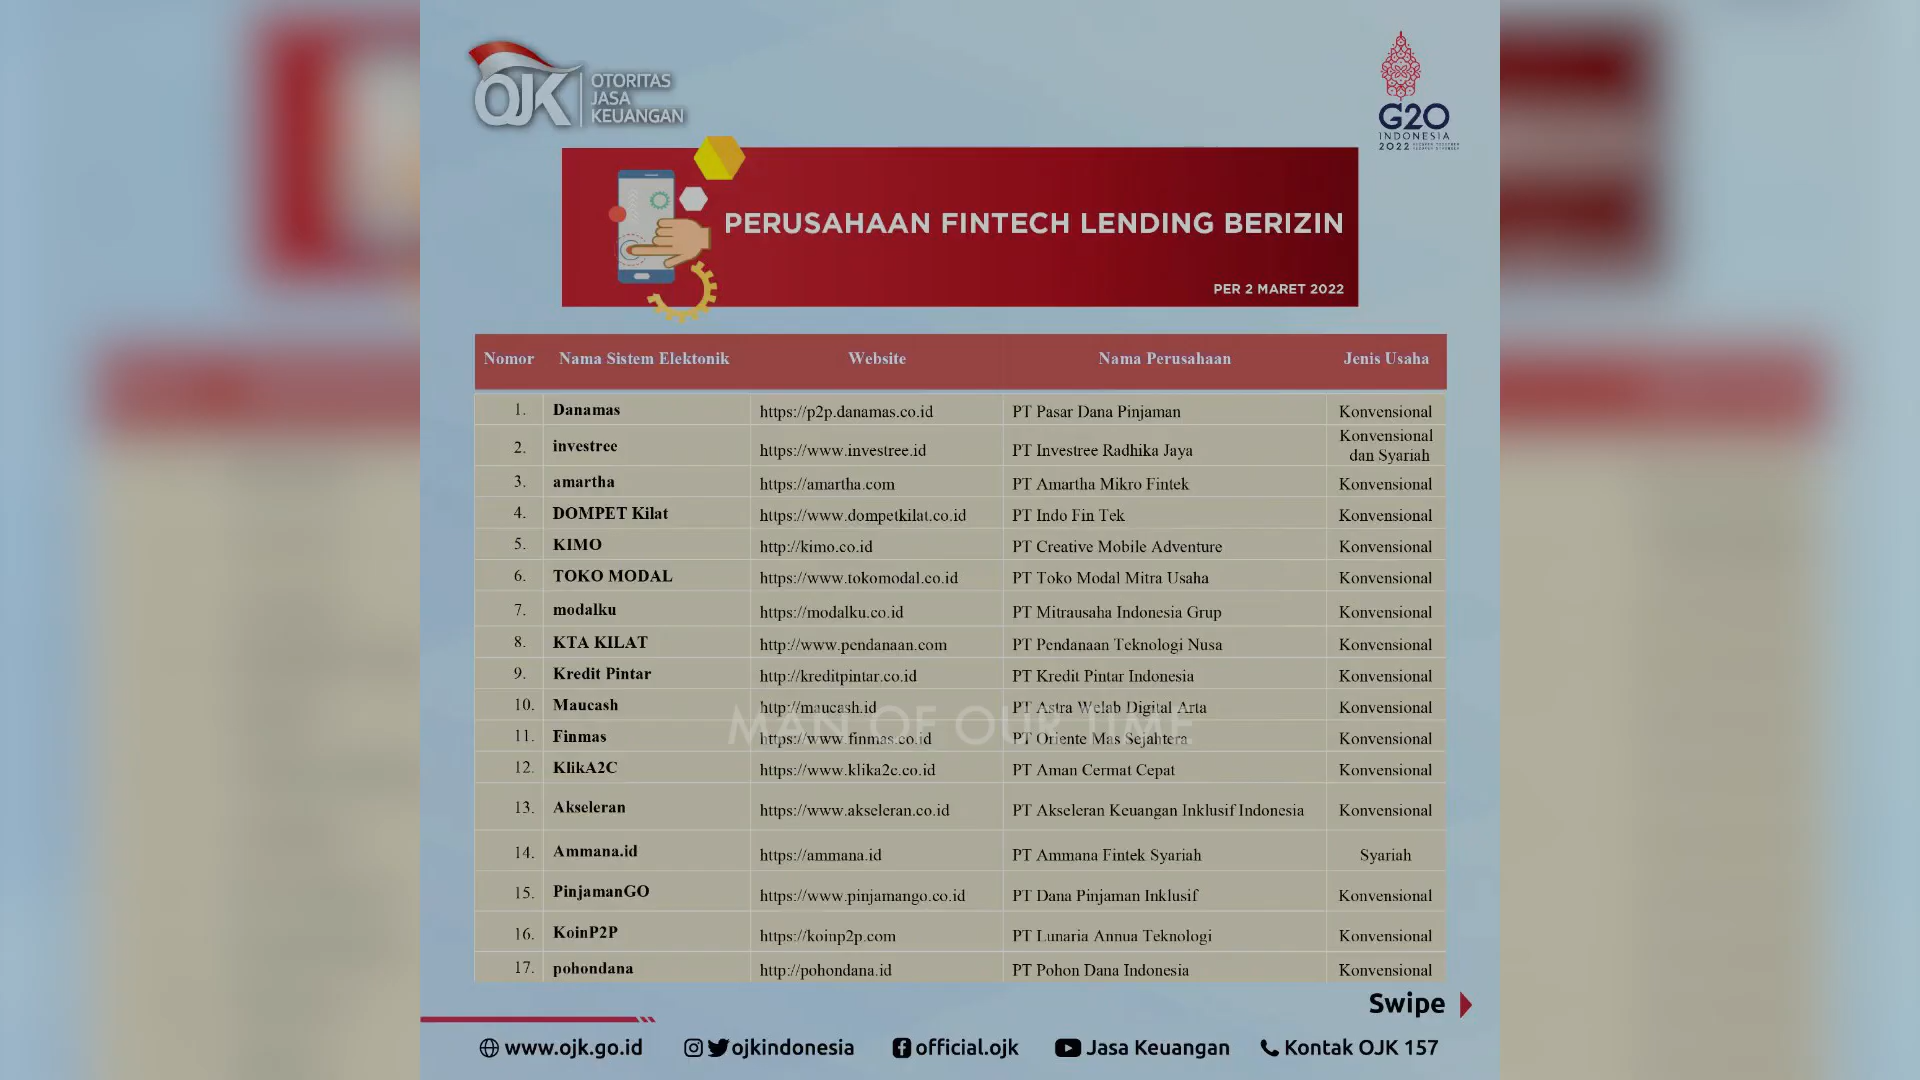 OJK OTORITAS
JASA
KEUANGAN
G20
INDONESIA
2022
PERUSAHAAN FINTECH LENDING BERIZIN
PER 2 MARET 2022
Nomor Nama Sistem Elektonik Website Nama Perusahaan Jenis Usaha
1. Danamas https://p2p.danamas.co.id PT Pasar Dana Pinjaman Konvensional
2. investree https://www.investree.id PT Investree Radhika Jaya Konvensional dan Syariah
3. amartha https://amartha.com PT Amartha Mikro Fintek Konvensional
4. DOMPET Kilat https://www.dompetkilat.co.id PT Indo Fin Tek Konvensional
5. KIMO http://kimo.co.id PT Creative Mobile Adventure Konvensional
6. TOKO MODAL https://www.tokomodal.co.id PT Toko Modal Mitra Usaha Konvensional
7. modalku https://modalku.co.id PT Mitrausaha Indonesia Grup Konvensional
8. KTA KILAT http://www.pendanaan.com PT Pendanaan Teknologi Nusa Konvensional
9. Kredit Pintar http://kreditpintar.co.id PT Kredit Pintar Indonesia Konvensional
10. Maucash http://maucash.id PT Astra Welab Digital Arta Konvensional
MAN OF OUR TIME
11. Finmas https://www.finmas.co.id PT Oriente Mas Sejahtera Konvensional
12. KlikA2C https://www.klika2c.co.id PT Aman Cermat Cepat Konvensional
13. Akseleran https://www.akseleran.co.id PT Akseleran Keuangan Inklusif Indonesia Konvensional
14. Ammana.id https://ammana.id PT Ammana Fintek Syariah Syariah
15. PinjamanGO https://www.pinjamango.co.id PT Dana Pinjaman Inklusif Konvensional
16. KoinP2P https://koinp2p.com PT Lunaria Annua Teknologi Konvensional
17. pohondana http://pohondana.id PT Pohon Dana Indonesia Konvensional
Swipe
www.ojk.go.id ojkindonesia official.ojk Jasa Keuangan Kontak OJK 157